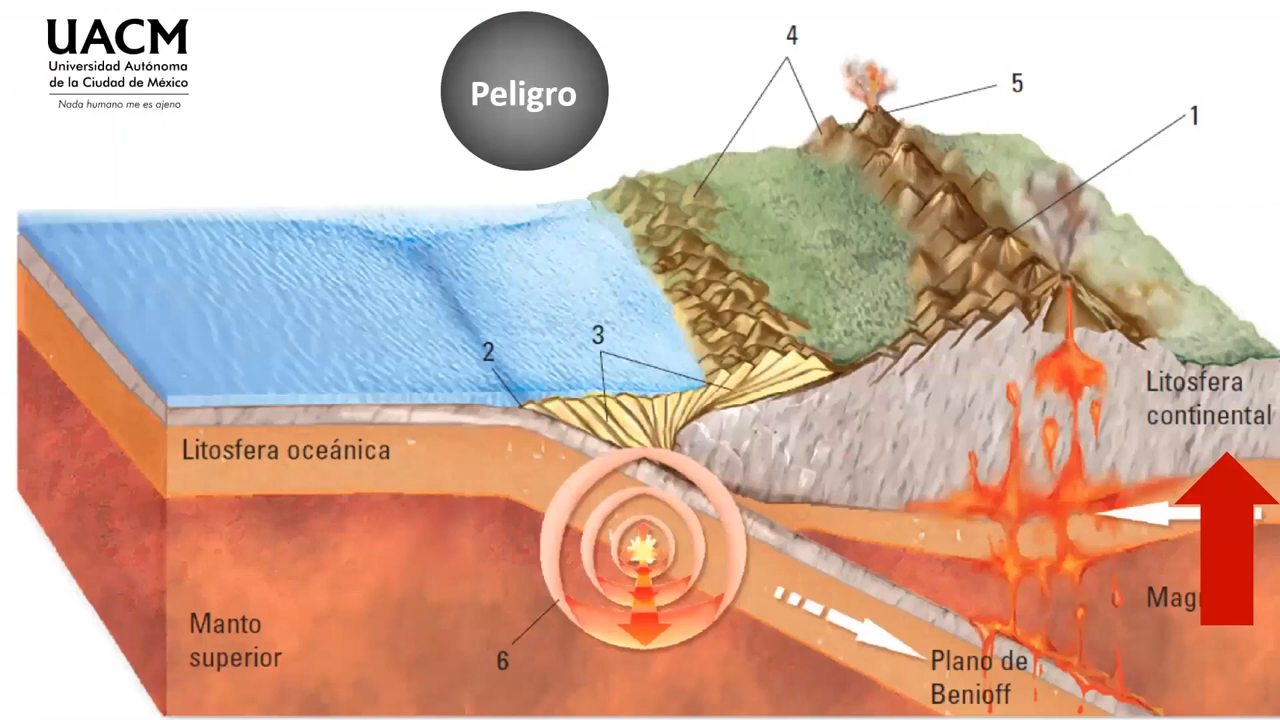 UACM
Universidad Autónoma
de la Ciudad de México
Nada humano me es ajeno
Peligro
4
5
1
2
3
Litosfera
continental
Litosfera oceánica
Manto
superior
6
Plano de
Benioff